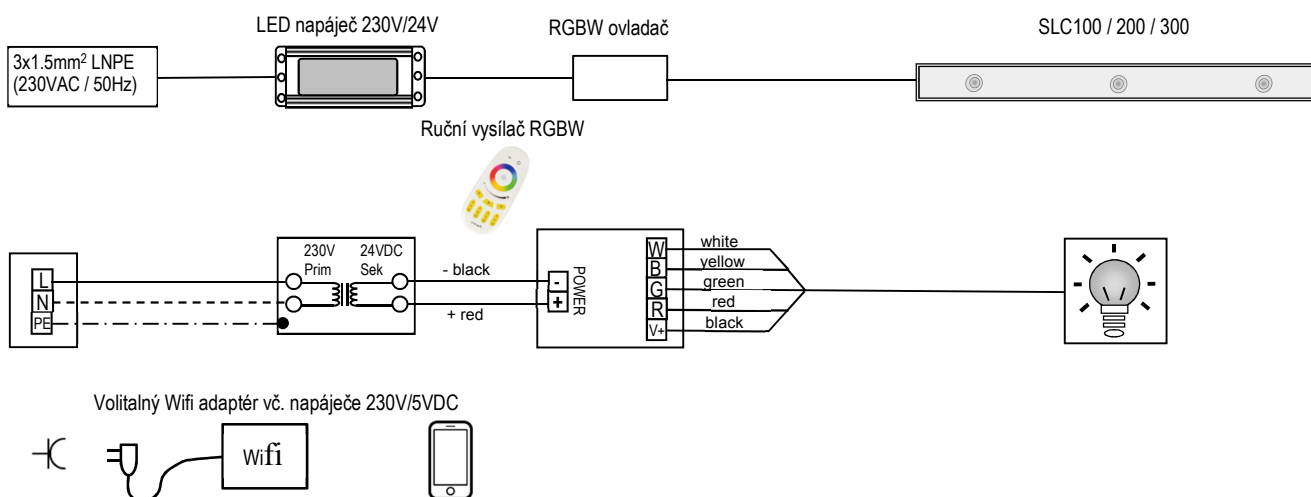 LED napáječ 230V/24V
RGBW ovladač
SLC100 / 200 / 300
3x1.5mm² LNPE
(230VAC / 50Hz)
Ruční vysílač RGBW
230V
Prim
24VDC
Sek
L
N
PE
- black
+ red
-
+
POWER
W
B
G
R
V+
white
yellow
green
red
black
Volitalný Wifi adaptér vč. napáječe 230V/5VDC
Wifi